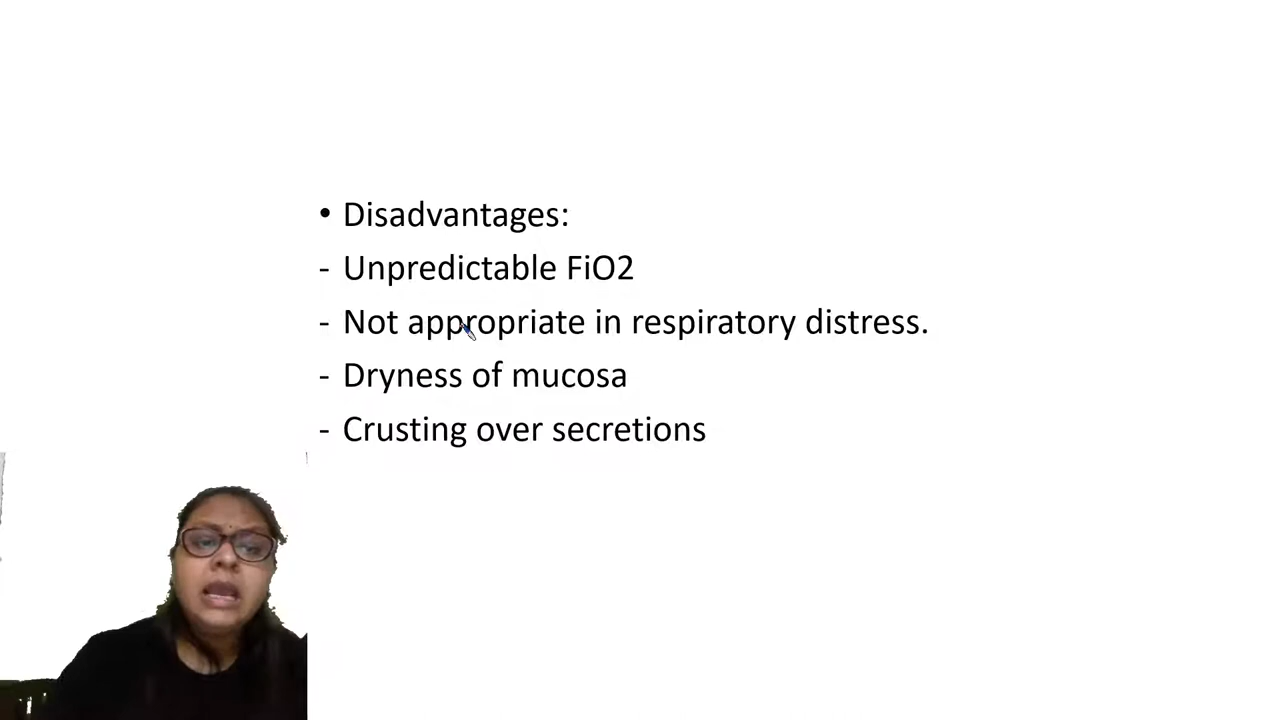 • Disadvantages:
- Unpredictable FiO2
- Not appropriate in respiratory distress.
- Dryness of mucosa
- Crusting over secretions